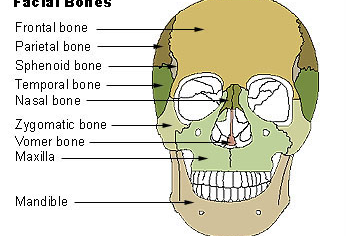 Facial Bones
Frontal bone
Parietal bone
Sphenoid bone
Temporal bone
Nasal bone
Zygomatic bone
Vomer bone
Maxilla
Mandible